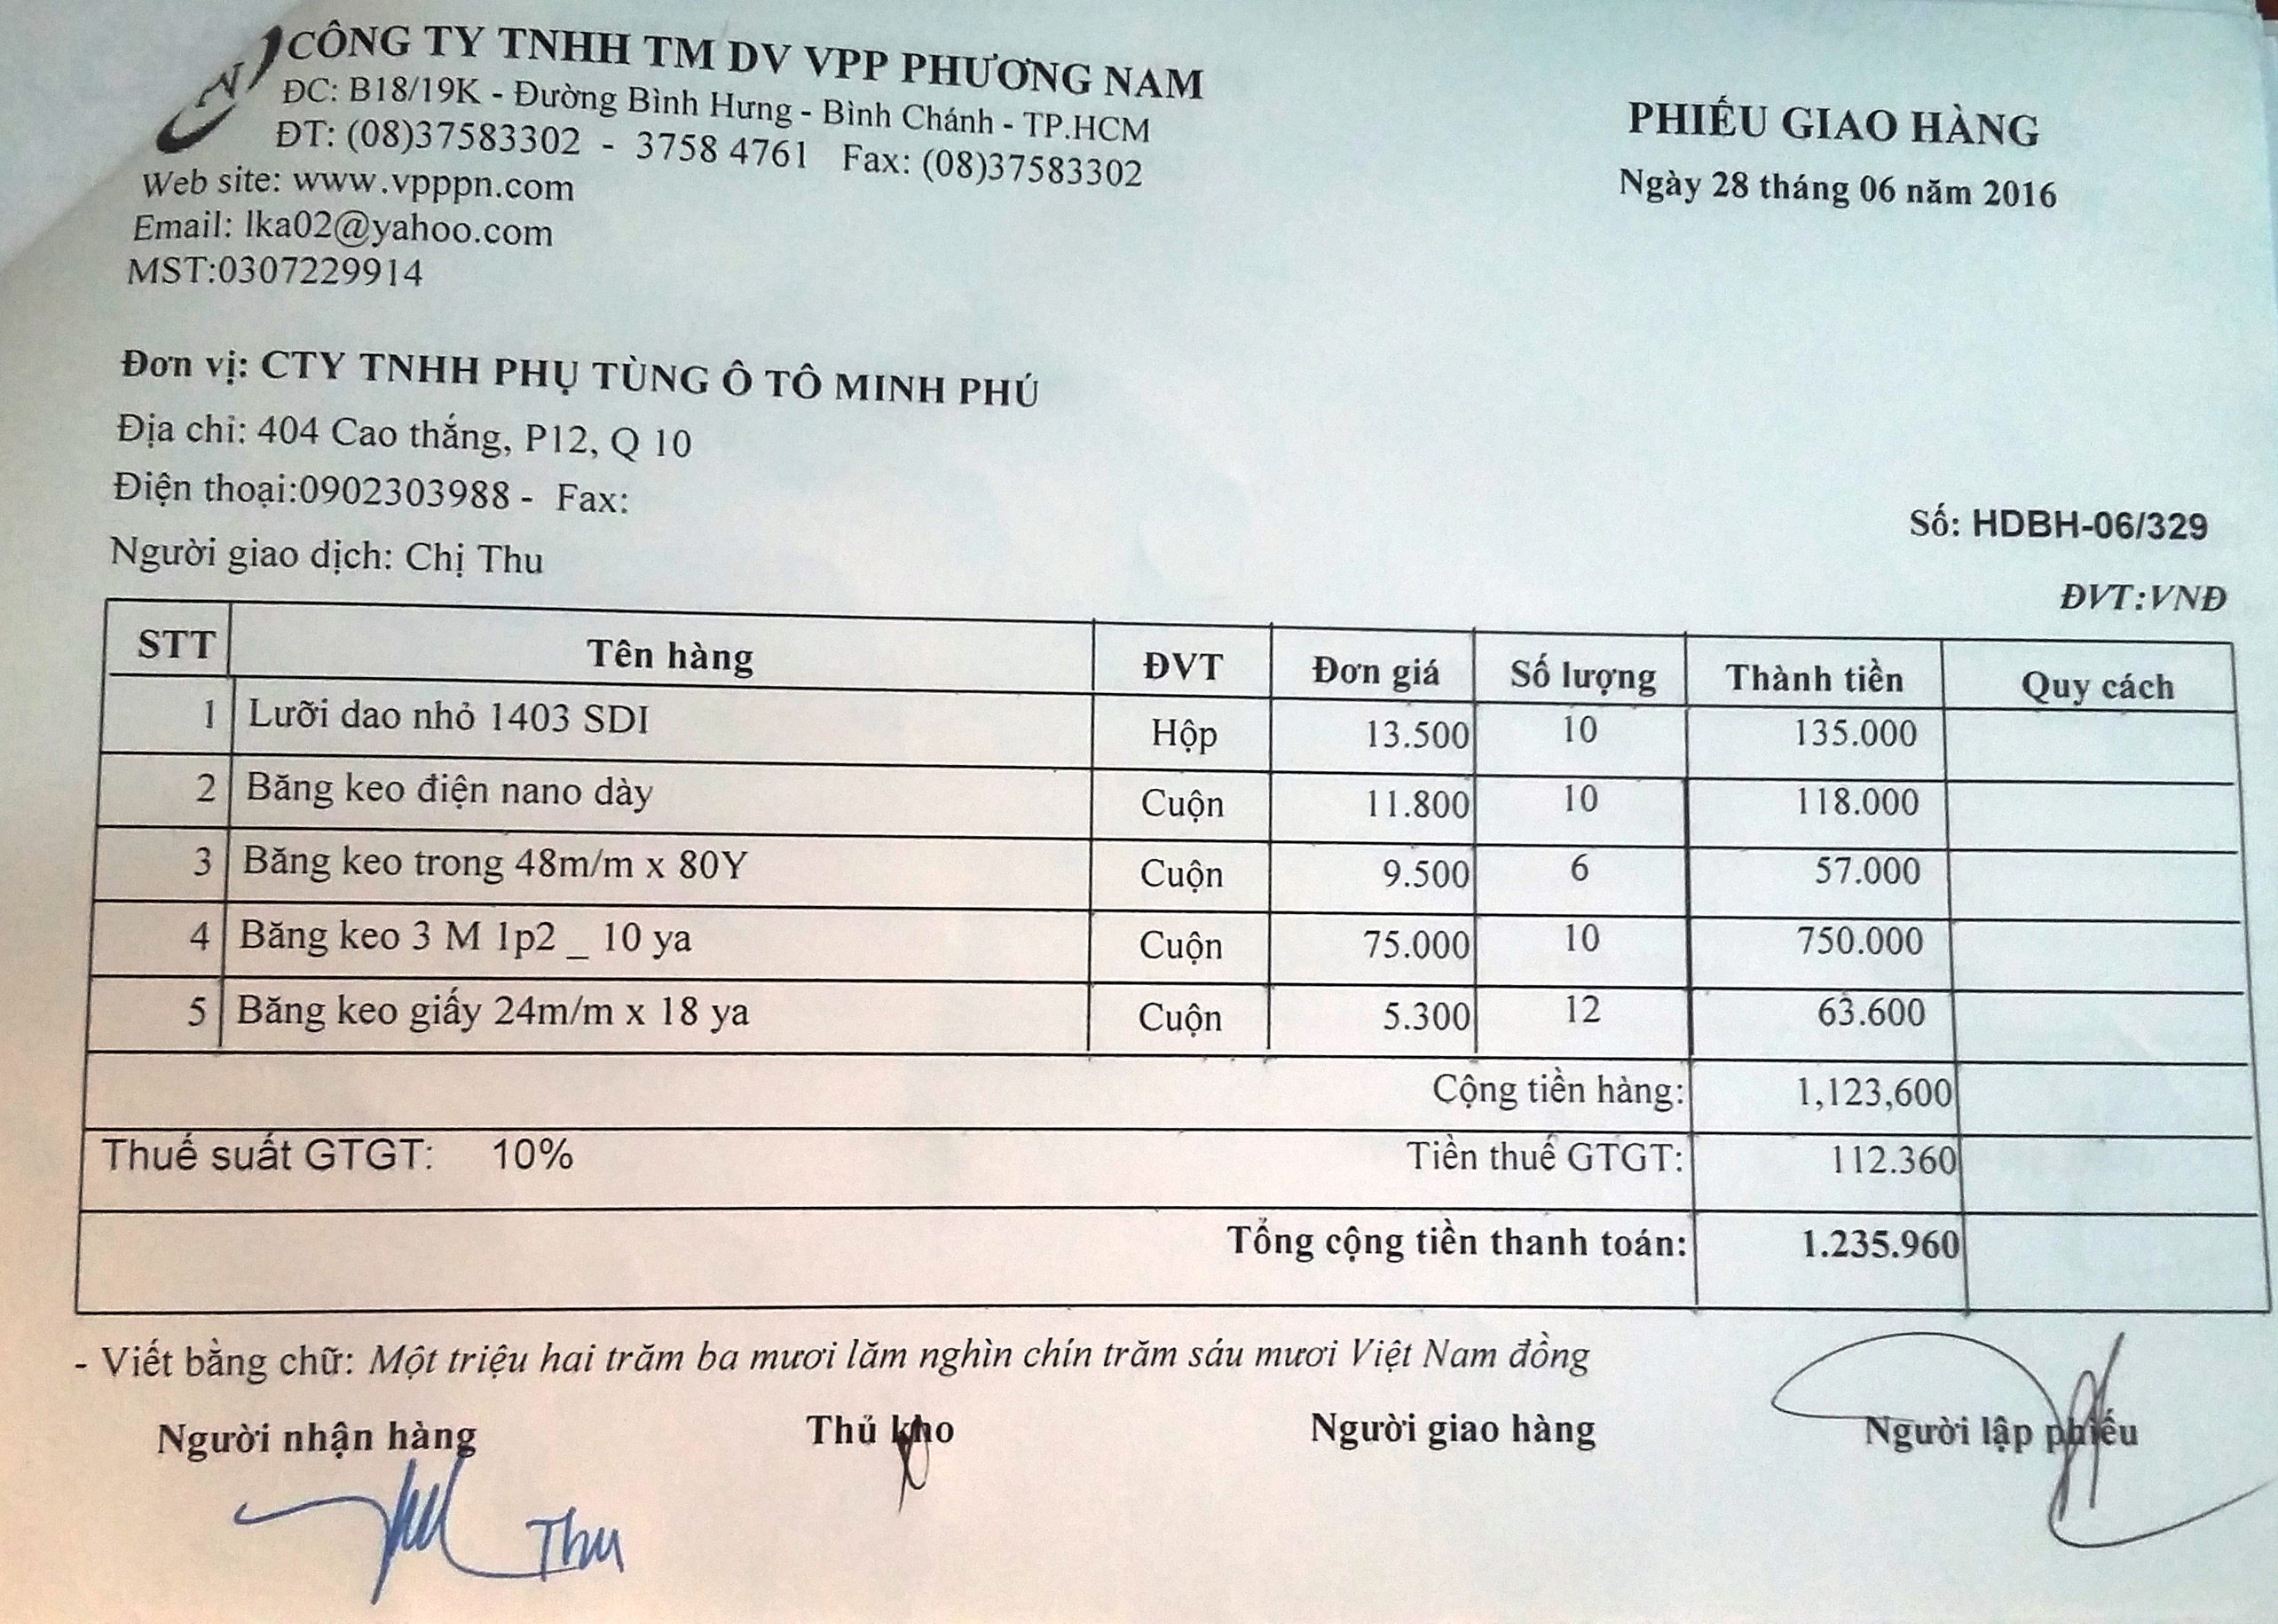 CÔNG TY TNHH TM DV VPP PHƯƠNG NAM
ĐC: B18/19K - Đường Bình Hưng - Bình Chánh - TP.HCM
ĐT: (08)37583302 - 3758 4761 Fax: (08)37583302
Web site: www.vpppn.com
Email: lka02@yahoo.com
MST:0307229914
PHIẾU GIAO HÀNG
Ngày 28 tháng 06 năm 2016
Đơn vị: CTY TNHH PHỤ TÙNG Ô TÔ MINH PHÚ
Địa chỉ: 404 Cao thắng, P12, Q 10
Điện thoại:0902303988 - Fax:
Người giao dịch: Chị Thu
Số: HDBH-06/329
ĐVT:VNĐ
STT Tên hàng ĐVT Đơn giá Số lượng Thành tiền Quy cách
1 Lưỡi dao nhỏ 1403 SDI Hộp 13.500 10 135.000
2 Băng keo điện nano dày Cuộn 11.800 10 118.000
3 Băng keo trong 48m/m x 80Y Cuộn 9.500 6 57.000
4 Băng keo 3 M 1p2 _ 10 ya Cuộn 75.000 10 750.000
5 Băng keo giấy 24m/m x 18 ya Cuộn 5.300 12 63.600
Cộng tiền hàng: 1,123,600
Thuế suất GTGT: 10% Tiền thuế GTGT: 112.360
Tổng cộng tiền thanh toán: 1.235.960
- Viết bằng chữ: Một triệu hai trăm ba mươi lăm nghìn chín trăm sáu mươi Việt Nam đồng
Người nhận hàng Thủ kho Người giao hàng Người lập phiếu
Thu